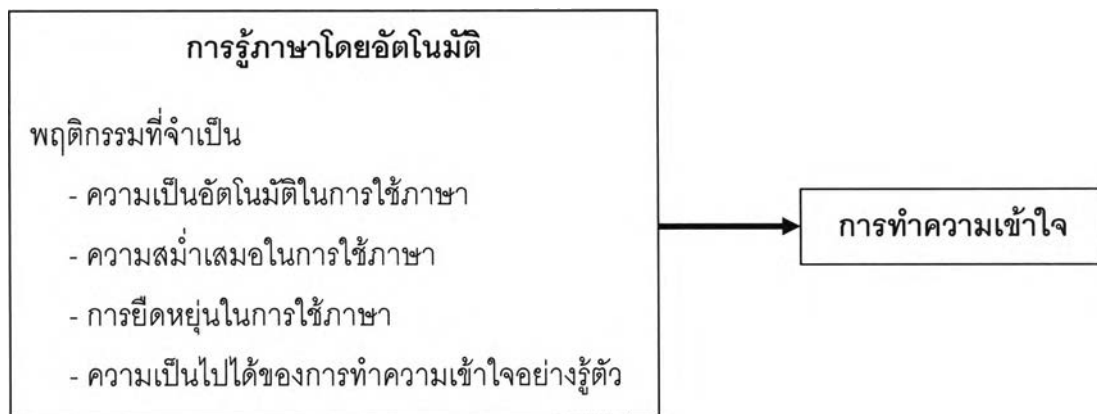 การรู้ภาษาโดยอัตโนมัติ
พฤติกรรมที่จำเป็น
- ความเป็นอัตโนมัติในการใช้ภาษา
- ความสม่ำเสมอในการใช้ภาษา
- การยืดหยุ่นในการใช้ภาษา
- ความเป็นไปได้ของการทำความเข้าใจอย่างรู้ตัว
การทำความเข้าใจ